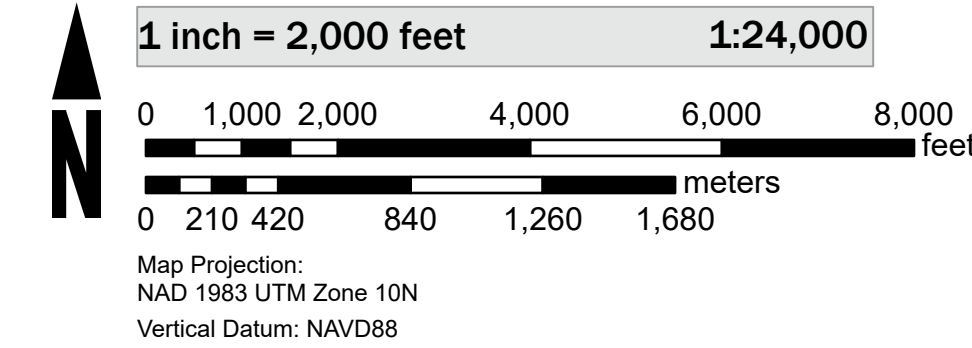 1 inch = 2,000 feet 1:24,000
0 1,000 2,000 4,000 6,000 8,000
feet
meters
0 210 420 840 1,260 1,680
N
Map Projection:
NAD 1983 UTM Zone 10N
Vertical Datum: NAVD88